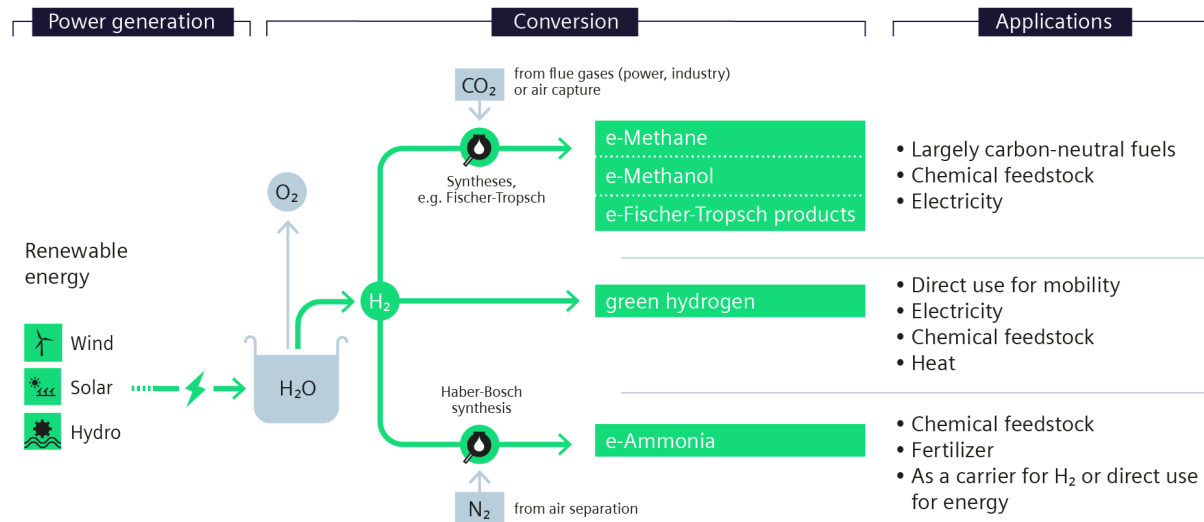 Power generation
Conversion
Applications
CO₂
from flue gases (power, industry)
or air capture
Syntheses,
e.g. Fischer-Tropsch
e-Methane
e-Methanol
e-Fischer-Tropsch products
• Largely carbon-neutral fuels
• Chemical feedstock
• Electricity
O₂
Renewable
energy
Wind
Solar
Hydro
H₂O
H₂
green hydrogen
• Direct use for mobility
• Electricity
• Chemical feedstock
• Heat
Haber-Bosch
synthesis
e-Ammonia
N₂
from air separation
• Chemical feedstock
• Fertilizer
• As a carrier for H₂ or direct use
for energy